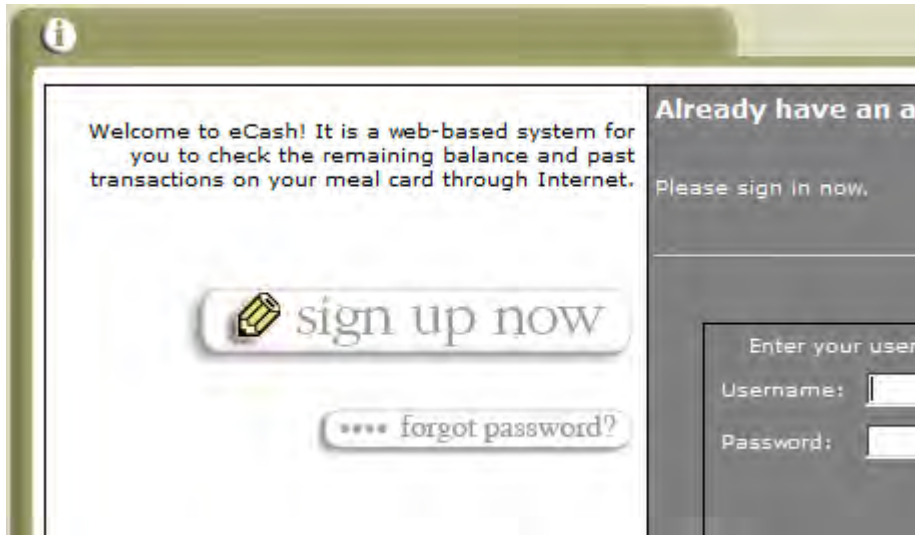 Welcome to eCash! It is a web-based system for
you to check the remaining balance and past
transactions on your meal card through Internet.
sign up now
forgot password?
Already have an a
Please sign in now.
Enter your user
Username:
Password: